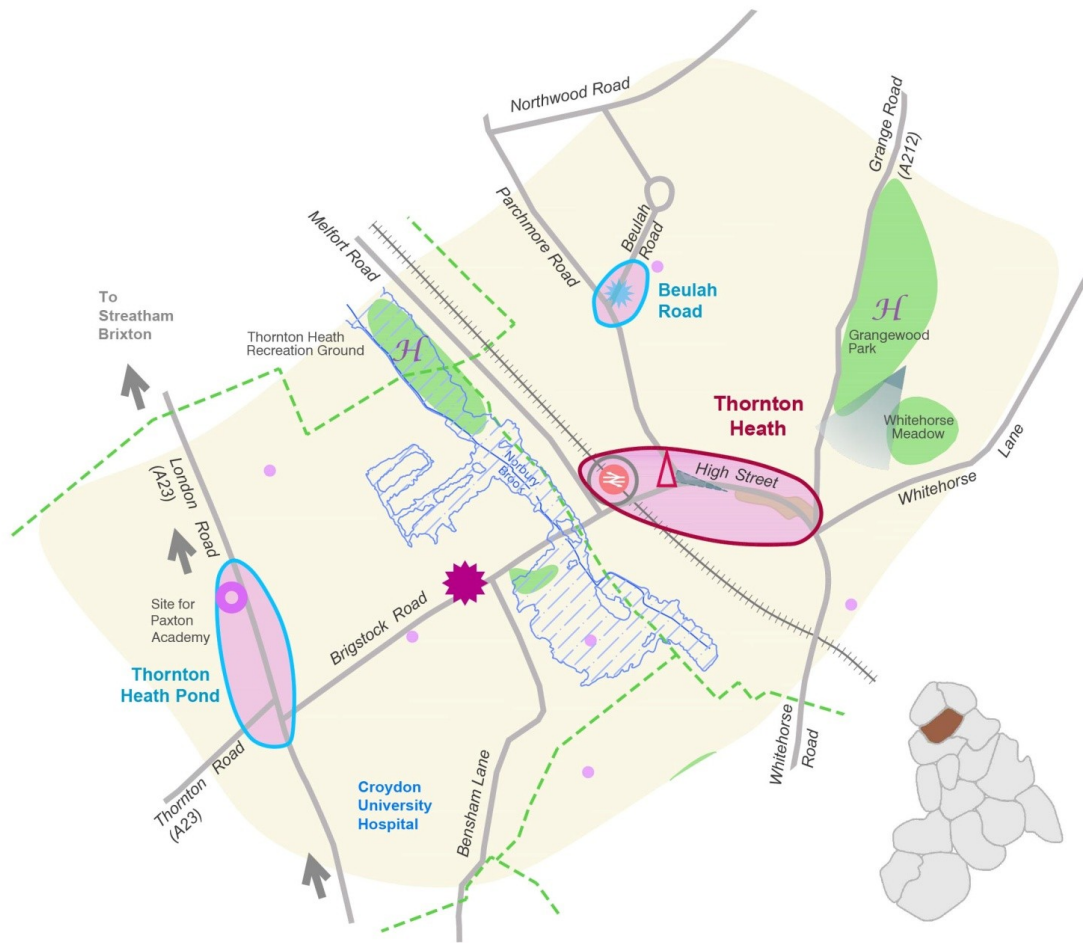 Northwood Road
Grange Road
(A212)
Parchmore Road
Beulah
Road
Melfort Road
To
Streatham
Brixton
Beulah
Road
H
Thornton Heath
Recreation Ground
H
Grangewood
Park
Thornton
Heath
Whitehorse
Meadow
Lane
Whitehorse
High Street
London Road
(A23)
Norbury
Brook
Site for
Paxton
Academy
Brigstock Road
Thornton
Heath Pond
Thornton Road
(A23)
Whitehorse
Road
Croydon
University
Hospital
Bensham Lane